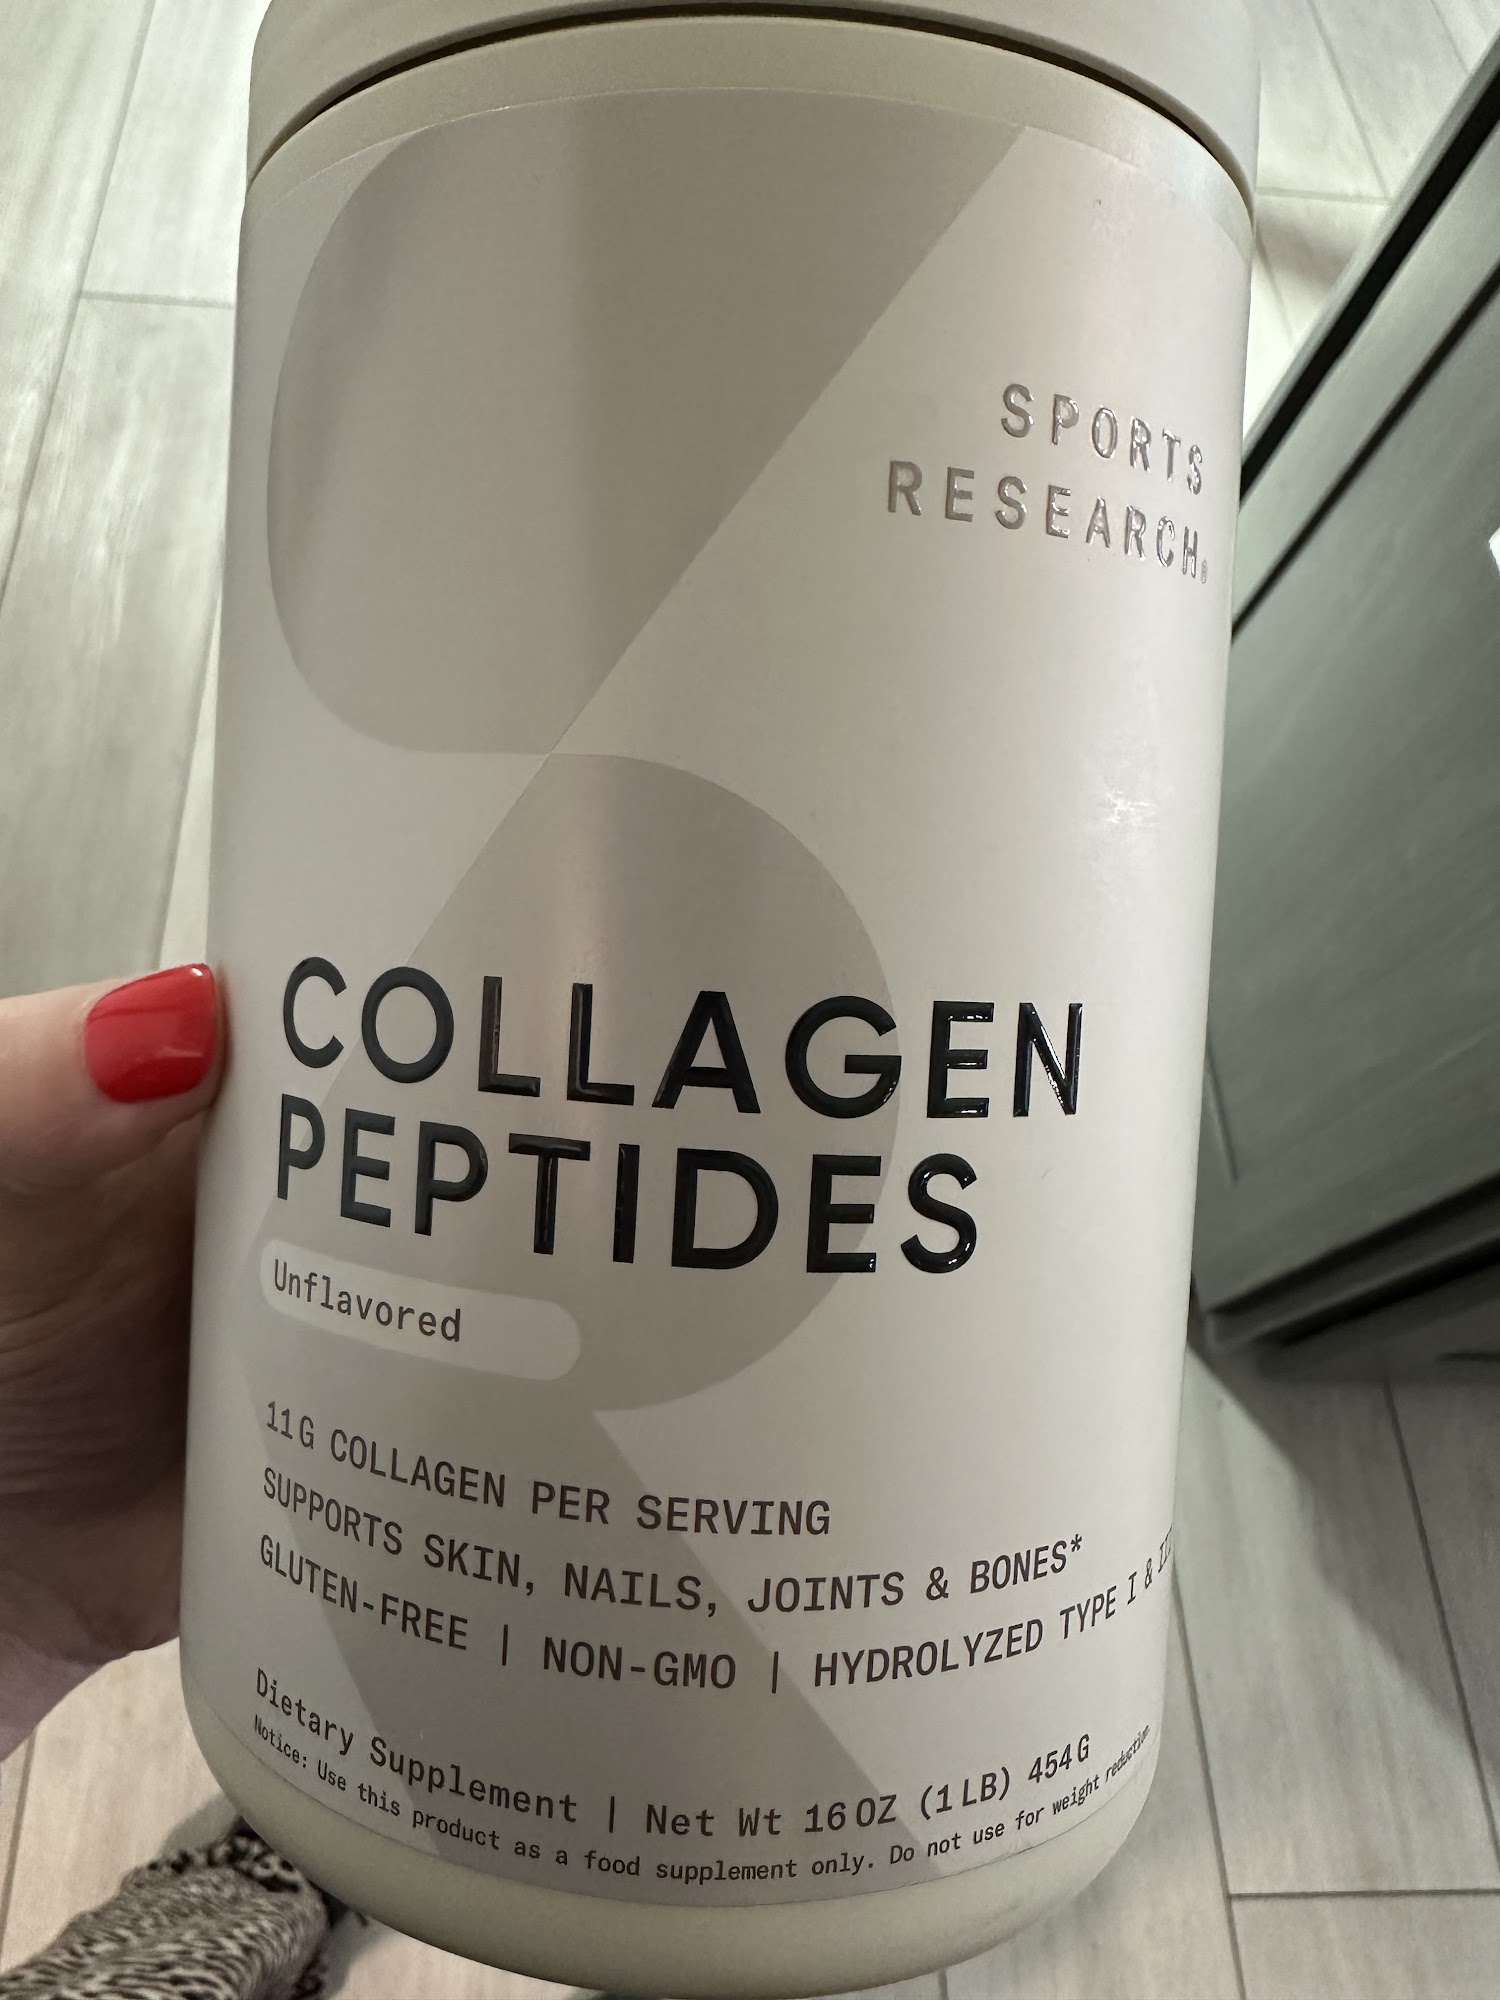 SPORTS
RESEARCH®
COLLAGEN
PEPTIDES
Unflavored
11G COLLAGEN PER SERVING
SUPPORTS SKIN, NAILS, JOINTS & BONES*
GLUTEN-FREE | NON-GMO | HYDROLYZED TYPE I & III
Dietary Supplement | Net Wt 16 OZ (1 LB) 454 G
Notice: Use this product as a food supplement only. Do not use for weight reduction.